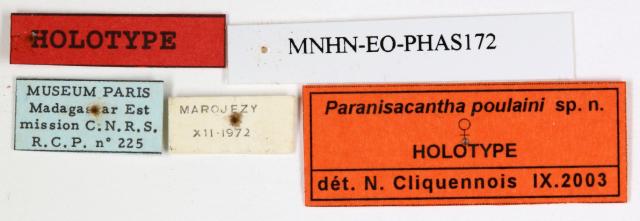 HOLOTYPE
MNHN-EO-PHAS172
MUSEUM PARIS
Madagascar Est
mission C.N.R.S.
R.C.P. n° 225
MAROJEZY
XII-1972
Paranisacantha poulaini sp. n.
♀
HOLOTYPE
dét. N. Cliquennois IX.2003